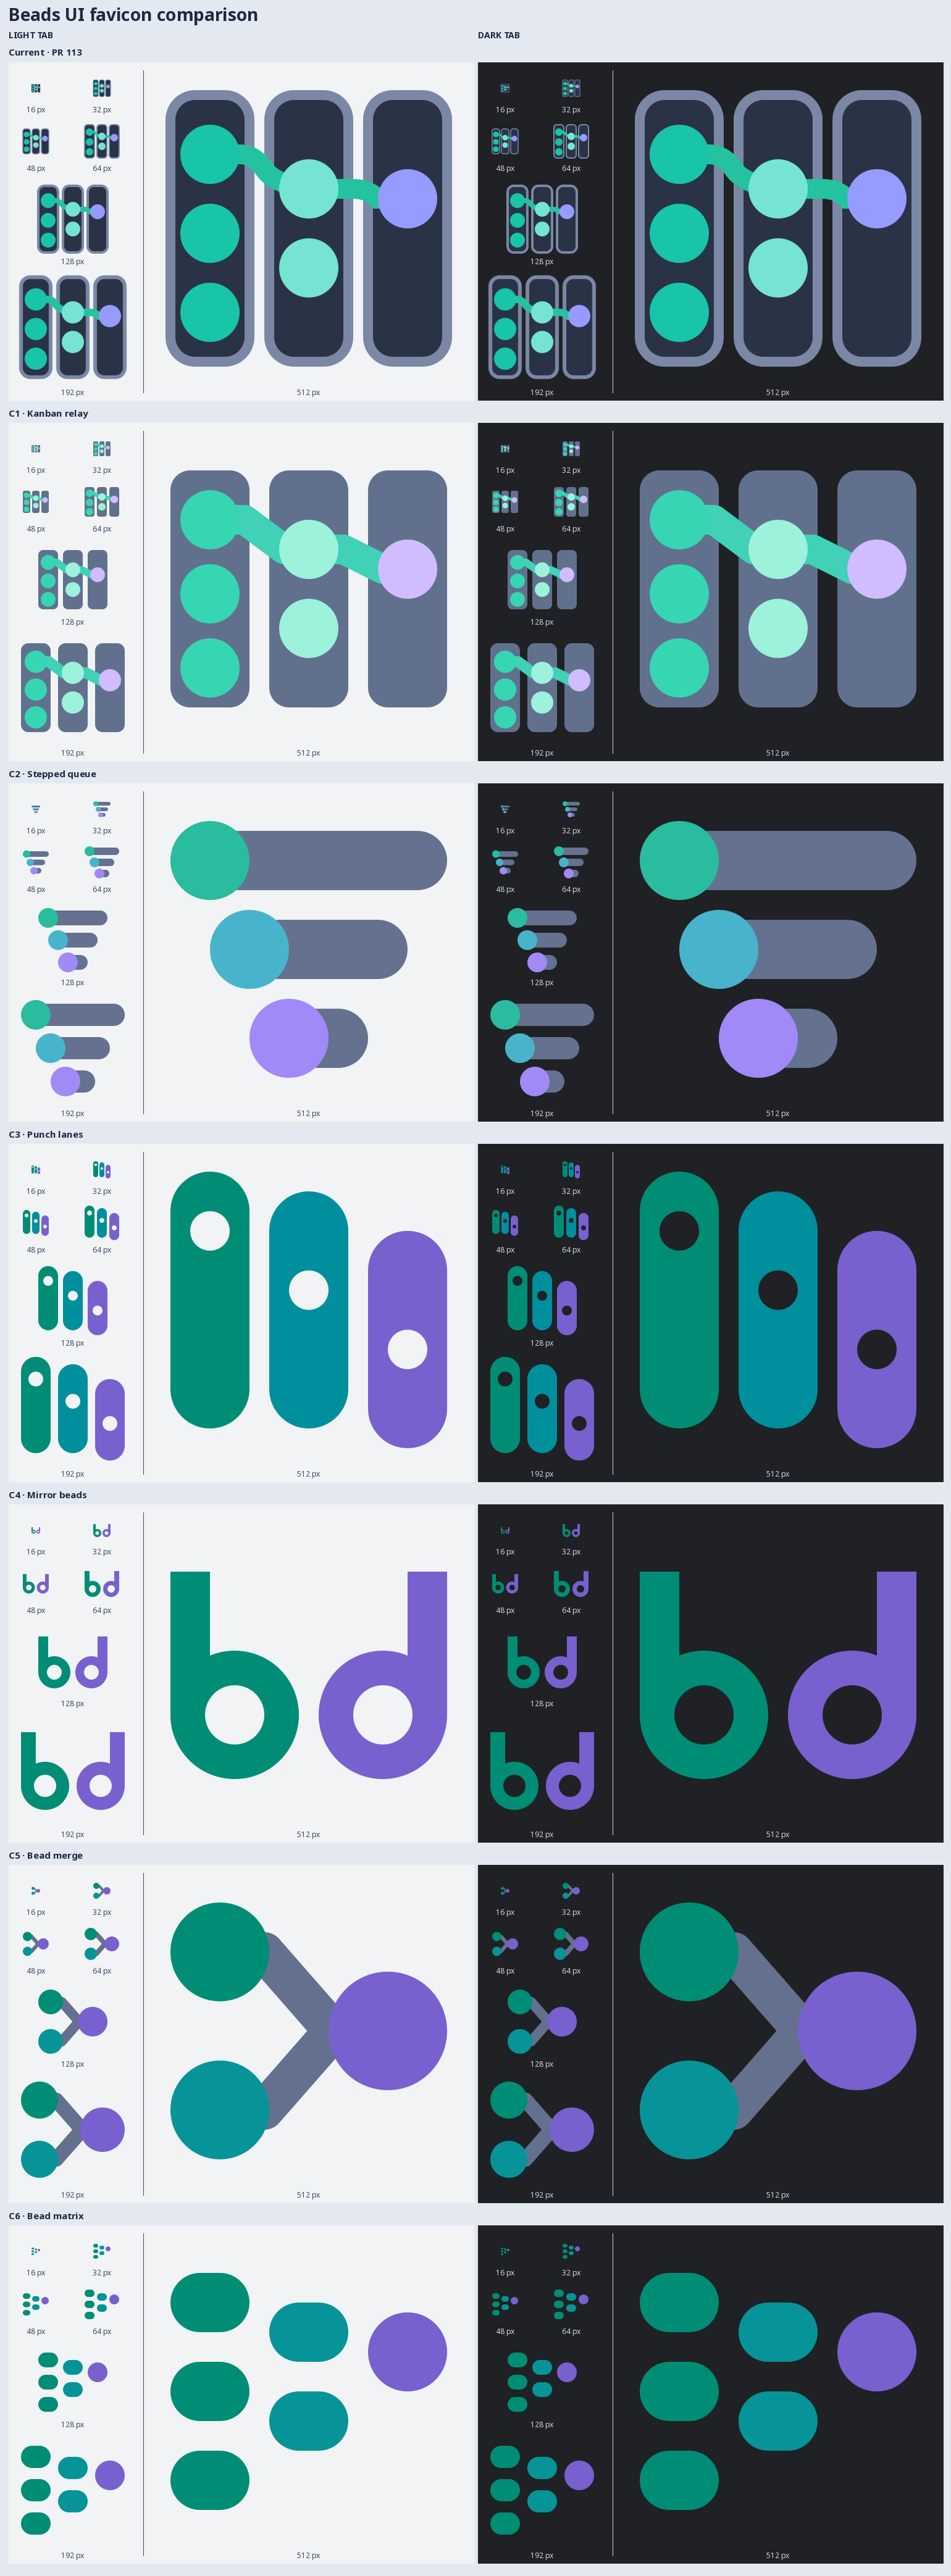 Beads UI favicon comparison
LIGHT TAB DARK TAB
Current · PR 113
16 px 32 px 16 px 32 px
48 px 64 px 48 px 64 px
128 px 128 px
192 px 512 px 192 px 512 px
C1 · Kanban relay
16 px 32 px 16 px 32 px
48 px 64 px 48 px 64 px
128 px 128 px
192 px 512 px 192 px 512 px
C2 · Stepped queue
16 px 32 px 16 px 32 px
48 px 64 px 48 px 64 px
128 px 128 px
192 px 512 px 192 px 512 px
C3 · Punch lanes
16 px 32 px 16 px 32 px
48 px 64 px 48 px 64 px
128 px 128 px
192 px 512 px 192 px 512 px
C4 · Mirror beads
16 px 32 px 16 px 32 px
48 px 64 px 48 px 64 px
128 px 128 px
192 px 512 px 192 px 512 px
C5 · Bead merge
16 px 32 px 16 px 32 px
48 px 64 px 48 px 64 px
128 px 128 px
192 px 512 px 192 px 512 px
C6 · Bead matrix
16 px 32 px 16 px 32 px
48 px 64 px 48 px 64 px
128 px 128 px
192 px 512 px 192 px 512 px